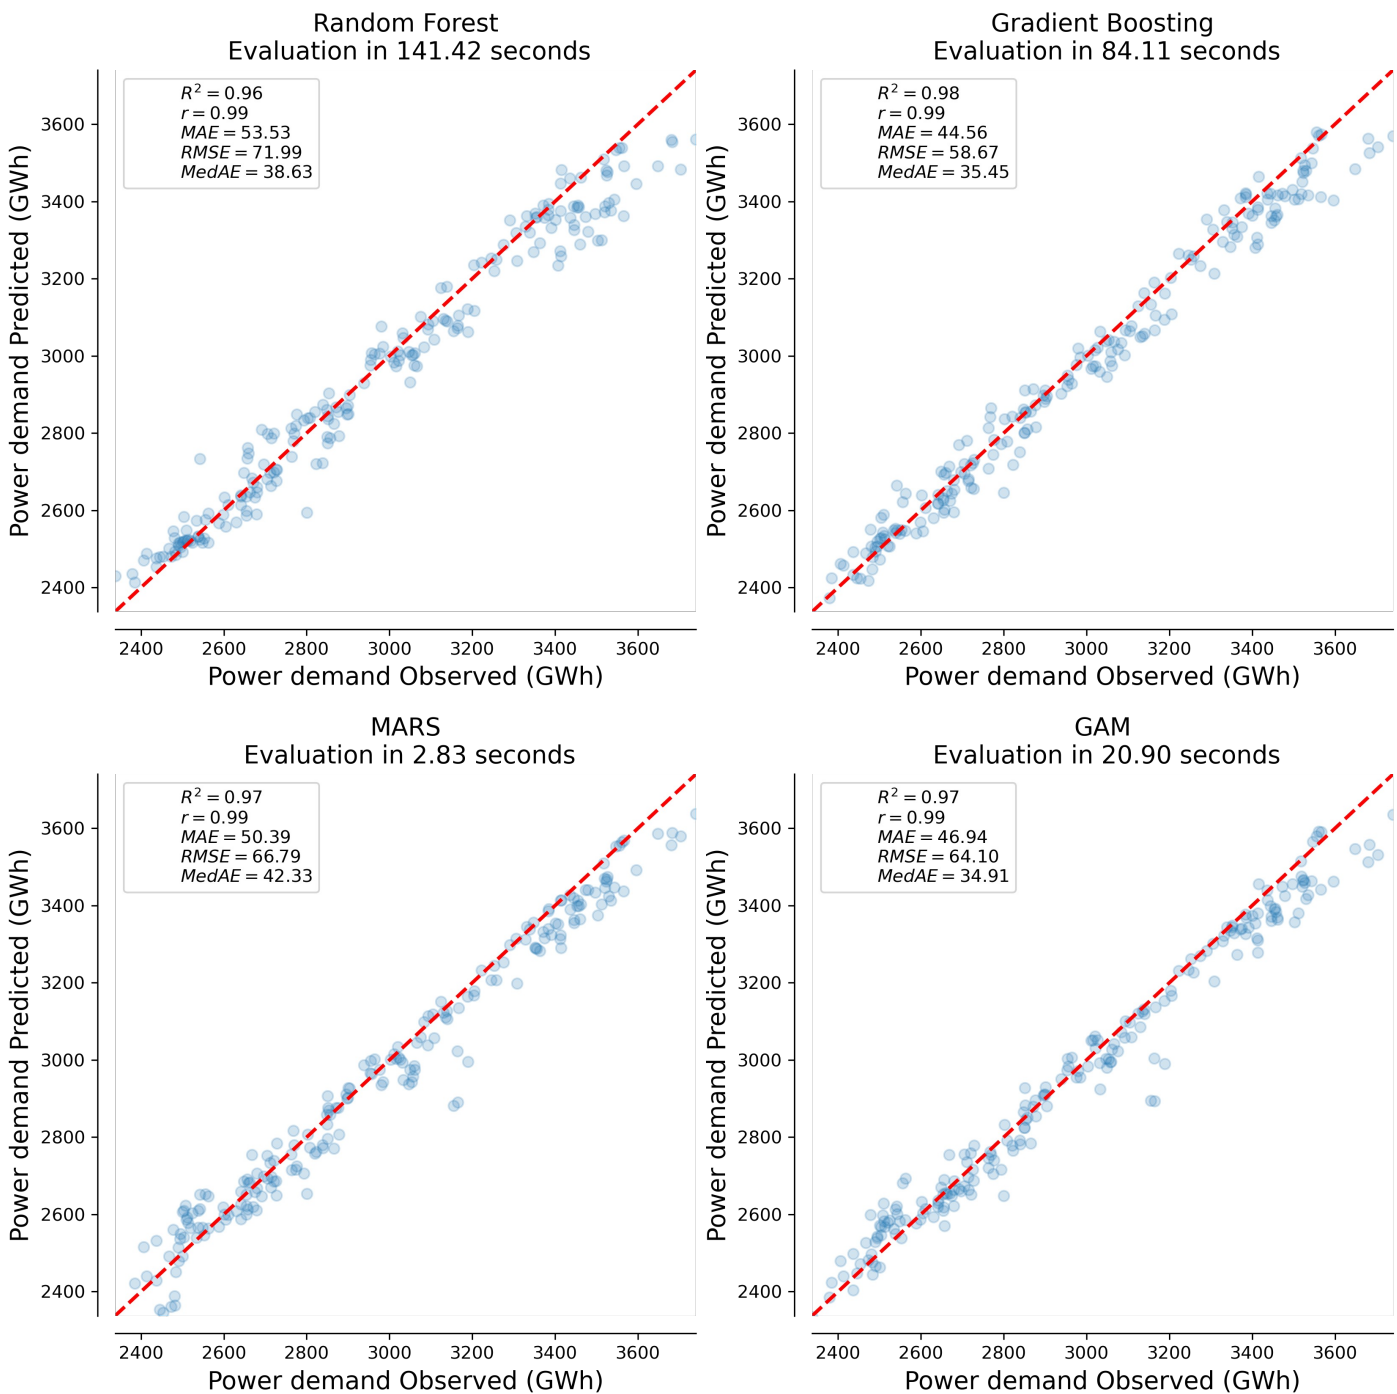 Random Forest
Evaluation in 141.42 seconds
R² = 0.96
r = 0.99
MAE = 53.53
RMSE = 71.99
MedAE = 38.63
Power demand Predicted (GWh)
3600
3400
3200
3000
2800
2600
2400
2400 2600 2800 3000 3200 3400 3600
Power demand Observed (GWh)
Gradient Boosting
Evaluation in 84.11 seconds
R² = 0.98
r = 0.99
MAE = 44.56
RMSE = 58.67
MedAE = 35.45
Power demand Predicted (GWh)
3600
3400
3200
3000
2800
2600
2400
2400 2600 2800 3000 3200 3400 3600
Power demand Observed (GWh)
MARS
Evaluation in 2.83 seconds
R² = 0.97
r = 0.99
MAE = 50.39
RMSE = 66.79
MedAE = 42.33
Power demand Predicted (GWh)
3600
3400
3200
3000
2800
2600
2400
2400 2600 2800 3000 3200 3400 3600
Power demand Observed (GWh)
GAM
Evaluation in 20.90 seconds
R² = 0.97
r = 0.99
MAE = 46.94
RMSE = 64.10
MedAE = 34.91
Power demand Predicted (GWh)
3600
3400
3200
3000
2800
2600
2400
2400 2600 2800 3000 3200 3400 3600
Power demand Observed (GWh)